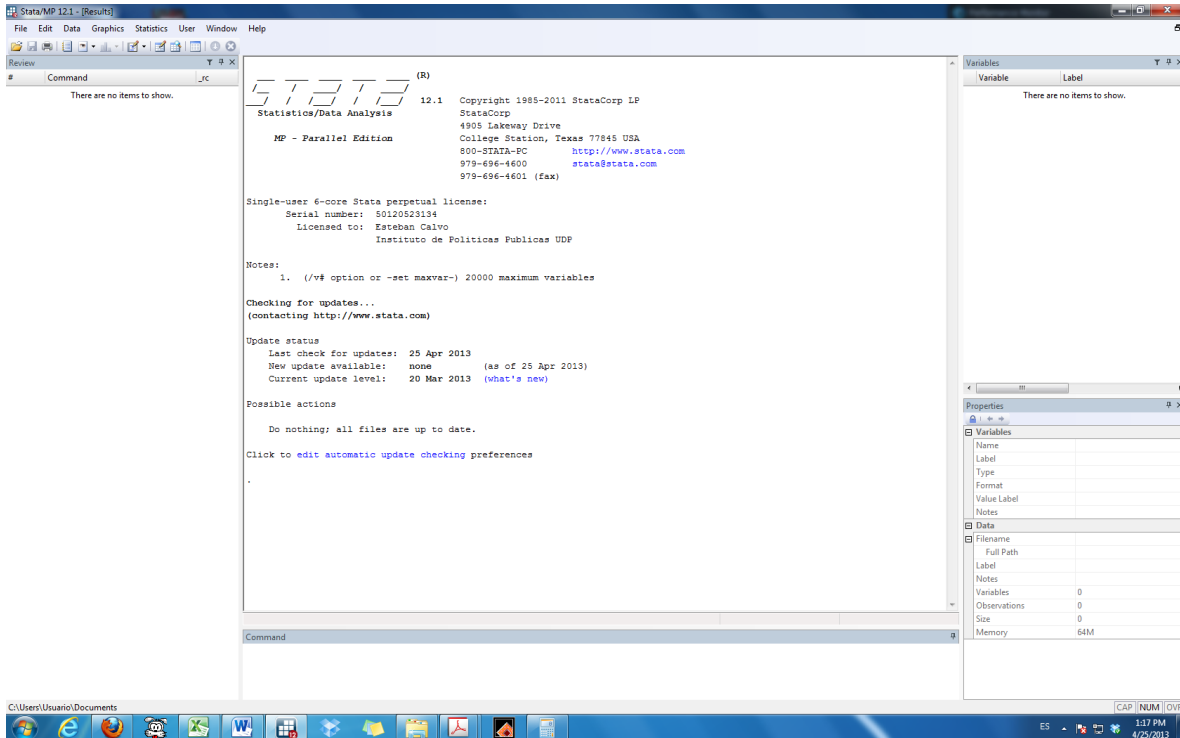 Stata/MP 12.1 - [Results]
File Edit Data Graphics Statistics User Window Help
Review
# Command _rc
There are no items to show.
(R)
12.1 Copyright 1985-2011 StataCorp LP
Statistics/Data Analysis StataCorp
4905 Lakeway Drive
MP - Parallel Edition College Station, Texas 77845 USA
800-STATA-PC http://www.stata.com
979-696-4600 stata@stata.com
979-696-4601 (fax)
Single-user 6-core Stata perpetual license:
Serial number: 50120523134
Licensed to: Esteban Calvo
Instituto de Politicas Publicas UDP
Notes:
1. (/v# option or -set maxvar-) 20000 maximum variables
Checking for updates...
(contacting http://www.stata.com)
Update status
Last check for updates: 25 Apr 2013
New update available: none (as of 25 Apr 2013)
Current update level: 20 Mar 2013 (what's new)
Possible actions
Do nothing; all files are up to date.
Click to edit automatic update checking preferences
.
Command
Variables
Variable Label
There are no items to show.
Properties
Variables
Name
Label
Type
Format
Value Label
Notes
Data
Filename
Full Path
Label
Notes
Variables 0
Observations 0
Size 0
Memory 64M
C:\Users\Usuario\Documents
CAP NUM OVR
ES 1:17 PM
4/25/2013